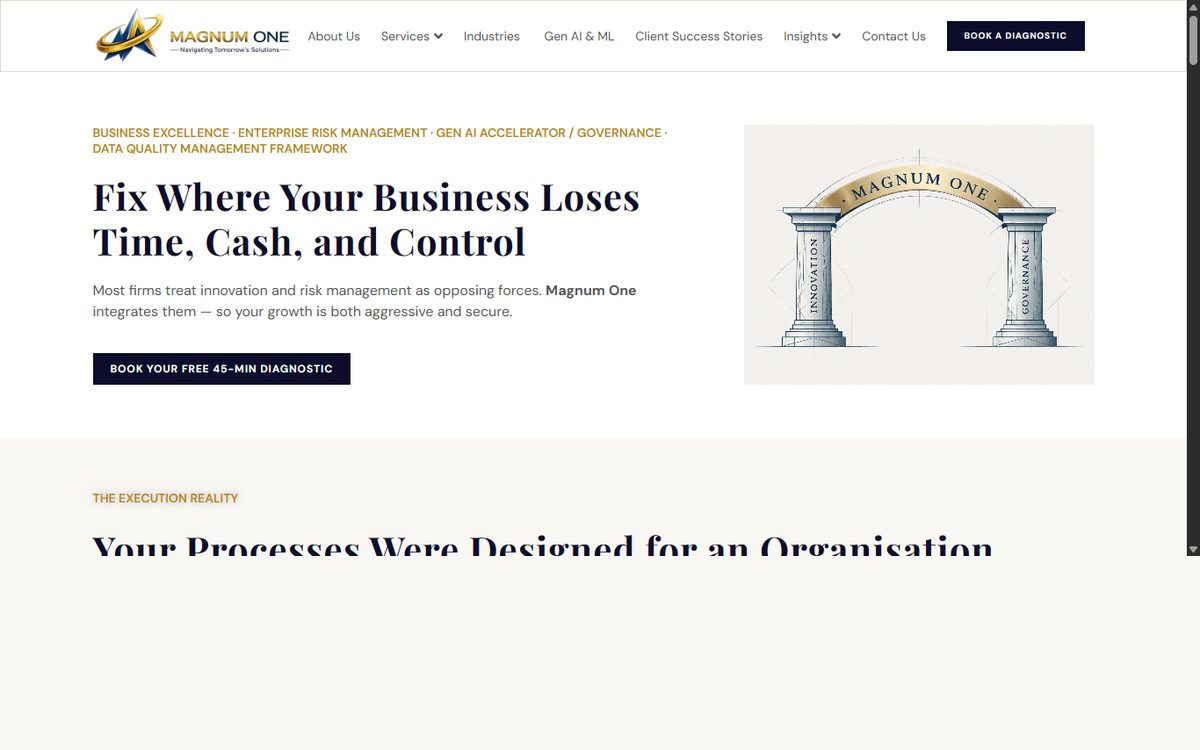 MAGNUM ONE
Navigating Tomorrow's Solutions
About Us
Services
Industries
Gen AI & ML
Client Success Stories
Insights
Contact Us
BOOK A DIAGNOSTIC
BUSINESS EXCELLENCE · ENTERPRISE RISK MANAGEMENT · GEN AI ACCELERATOR / GOVERNANCE ·
DATA QUALITY MANAGEMENT FRAMEWORK
Fix Where Your Business Loses
Time, Cash, and Control
Most firms treat innovation and risk management as opposing forces. Magnum One
integrates them — so your growth is both aggressive and secure.
BOOK YOUR FREE 45-MIN DIAGNOSTIC
· MAGNUM ONE ·
INNOVATION
GOVERNANCE
THE EXECUTION REALITY
Your Processes Were Designed for an Organisation